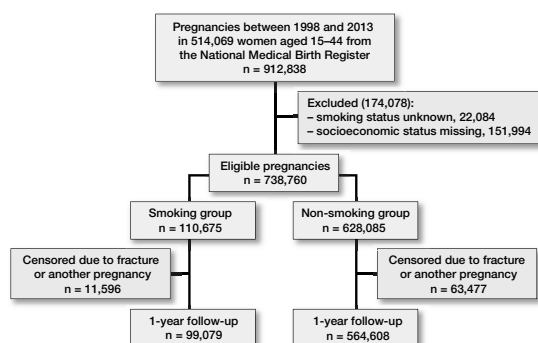 Pregnancies between 1998 and 2013
in 514,069 women aged 15–44 from
the National Medical Birth Register
n = 912,838
Excluded (174,078):
– smoking status unknown, 22,084
– socioeconomic status missing, 151,994
Eligible pregnancies
n = 738,760
Smoking group
n = 110,675
Non-smoking group
n = 628,085
Censored due to fracture
or another pregnancy
n = 11,596
Censored due to fracture
or another pregnancy
n = 63,477
1-year follow-up
n = 99,079
1-year follow-up
n = 564,608